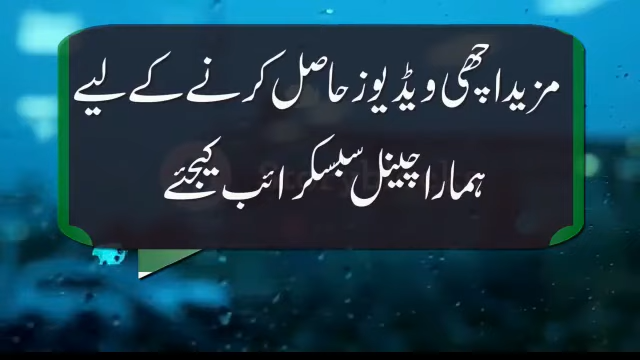 مزید اچھی ویڈیوز حاصل کرنے کے لیے
ہمارا چینل سبسکرائب کیجئے